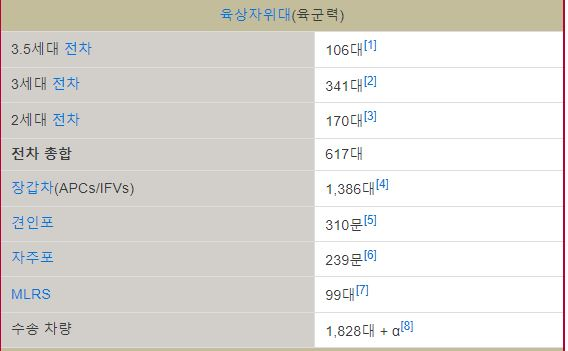 육상자위대(육군력)
3.5세대 전차 106대[1]
3세대 전차 341대[2]
2세대 전차 170대[3]
전차 총합 617대
장갑차(APCs/IFVs) 1,386대[4]
견인포 310문[5]
자주포 239문[6]
MLRS 99대[7]
수송 차량 1,828대 + α[8]